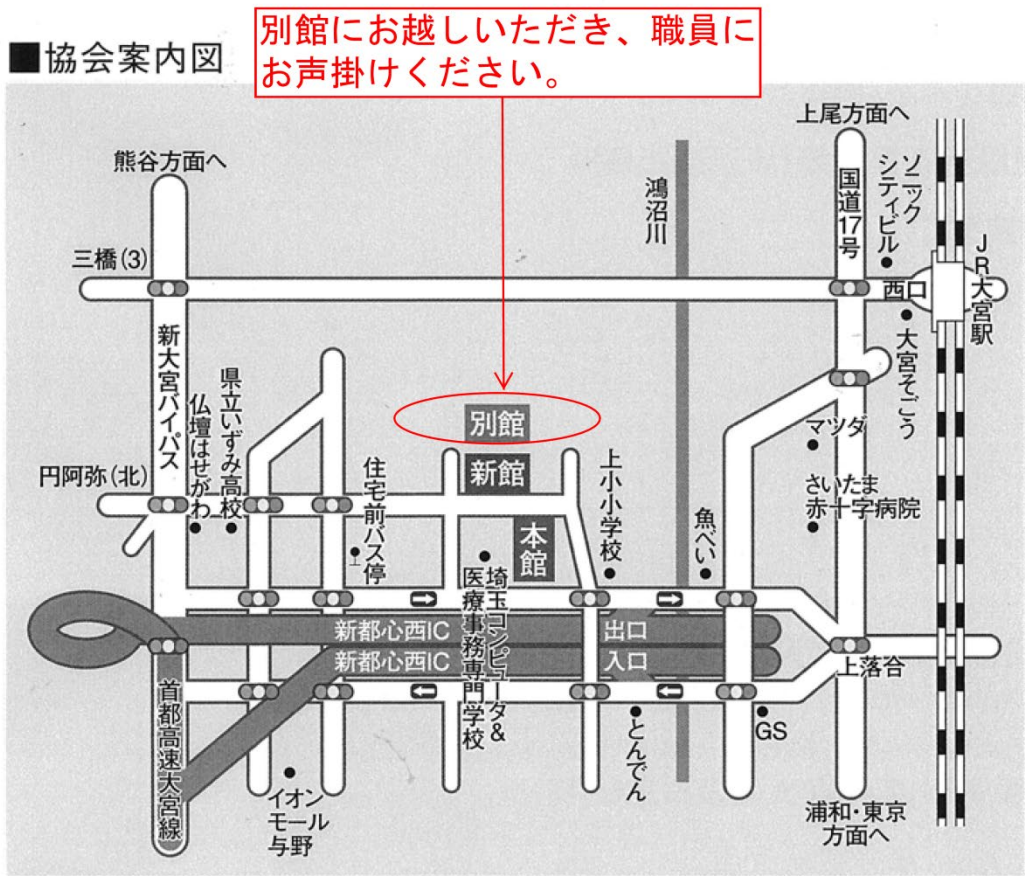 ■協会案内図
別館にお越しいただき、職員に
お声掛けください。
上尾方面へ
熊谷方面へ
国道17号
ソニック
シティビル
鴻沼川
JR大宮駅
三橋(3)
西口
新大宮バイパス
大宮そごう
県立いずみ高校
仏壇はせがわ
別館
マツダ
円阿弥(北)
新館
住宅前バス停
上小小学校
さいたま
赤十字病院
本館
魚べい
埼玉コンピュータ&
医療事務専門学校
新都心西IC
出口
新都心西IC
入口
上落合
首都高速大宮線
とんでん
GS
イオン
モール
与野
浦和・東京
方面へ